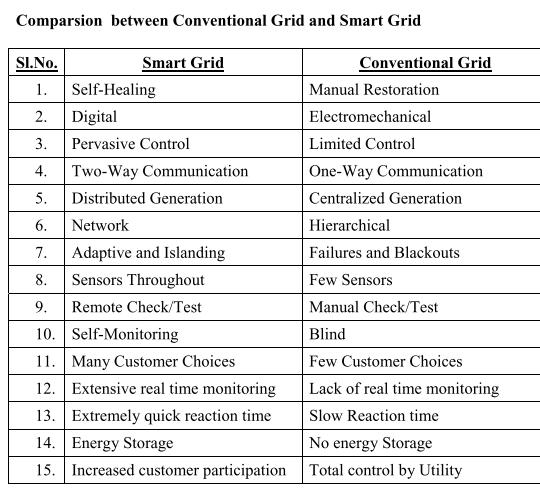 Comparsion between Conventional Grid and Smart Grid
Sl.No. Smart Grid Conventional Grid
1. Self-Healing Manual Restoration
2. Digital Electromechanical
3. Pervasive Control Limited Control
4. Two-Way Communication One-Way Communication
5. Distributed Generation Centralized Generation
6. Network Hierarchical
7. Adaptive and Islanding Failures and Blackouts
8. Sensors Throughout Few Sensors
9. Remote Check/Test Manual Check/Test
10. Self-Monitoring Blind
11. Many Customer Choices Few Customer Choices
12. Extensive real time monitoring Lack of real time monitoring
13. Extremely quick reaction time Slow Reaction time
14. Energy Storage No energy Storage
15. Increased customer participation Total control by Utility